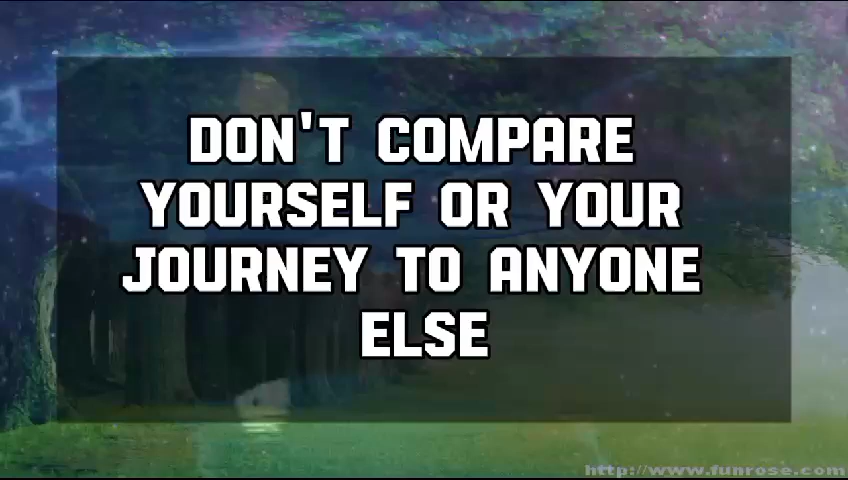 DON'T COMPARE
YOURSELF OR YOUR
JOURNEY TO ANYONE
ELSE
http://www.funrose.com